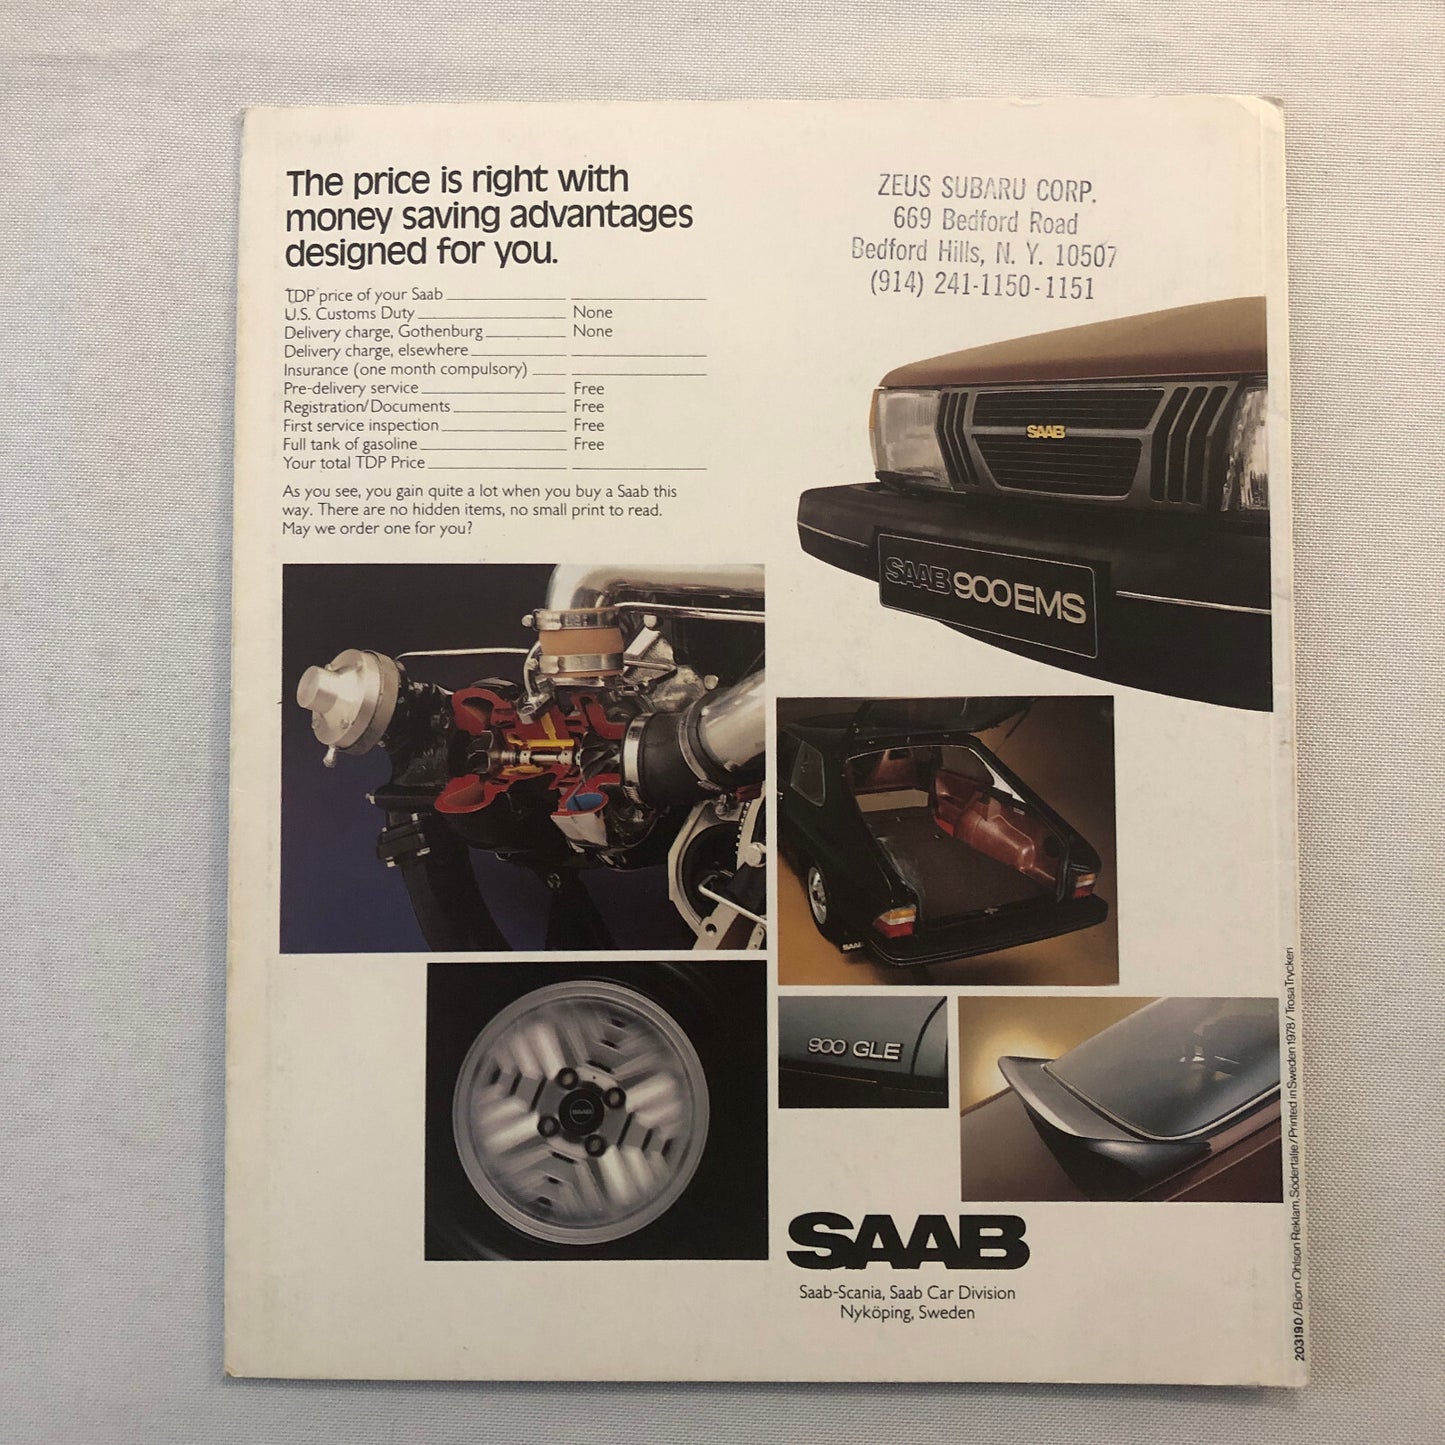 The price is right with
money saving advantages
designed for you.
TDP price of your Saab
U.S. Customs Duty None
Delivery charge, Gothenburg None
Delivery charge, elsewhere
Insurance (one month compulsory)
Pre-delivery service Free
Registration/Documents Free
First service inspection Free
Full tank of gasoline Free
Your total TDP Price
As you see, you gain quite a lot when you buy a Saab this
way. There are no hidden items, no small print to read.
May we order one for you?
ZEUS SUBARU CORP.
669 Bedford Road
Bedford Hills, N. Y. 10507
(914) 241-1150-1151
SAAB
SAAB 900EMS
SAAB
SAAB
900 GLE
SAAB
Saab-Scania, Saab Car Division
Nyköping, Sweden
203190/Björn Ohlson Reklam, Södertälje/Printed in Sweden 1978/Trosa Tryckeri